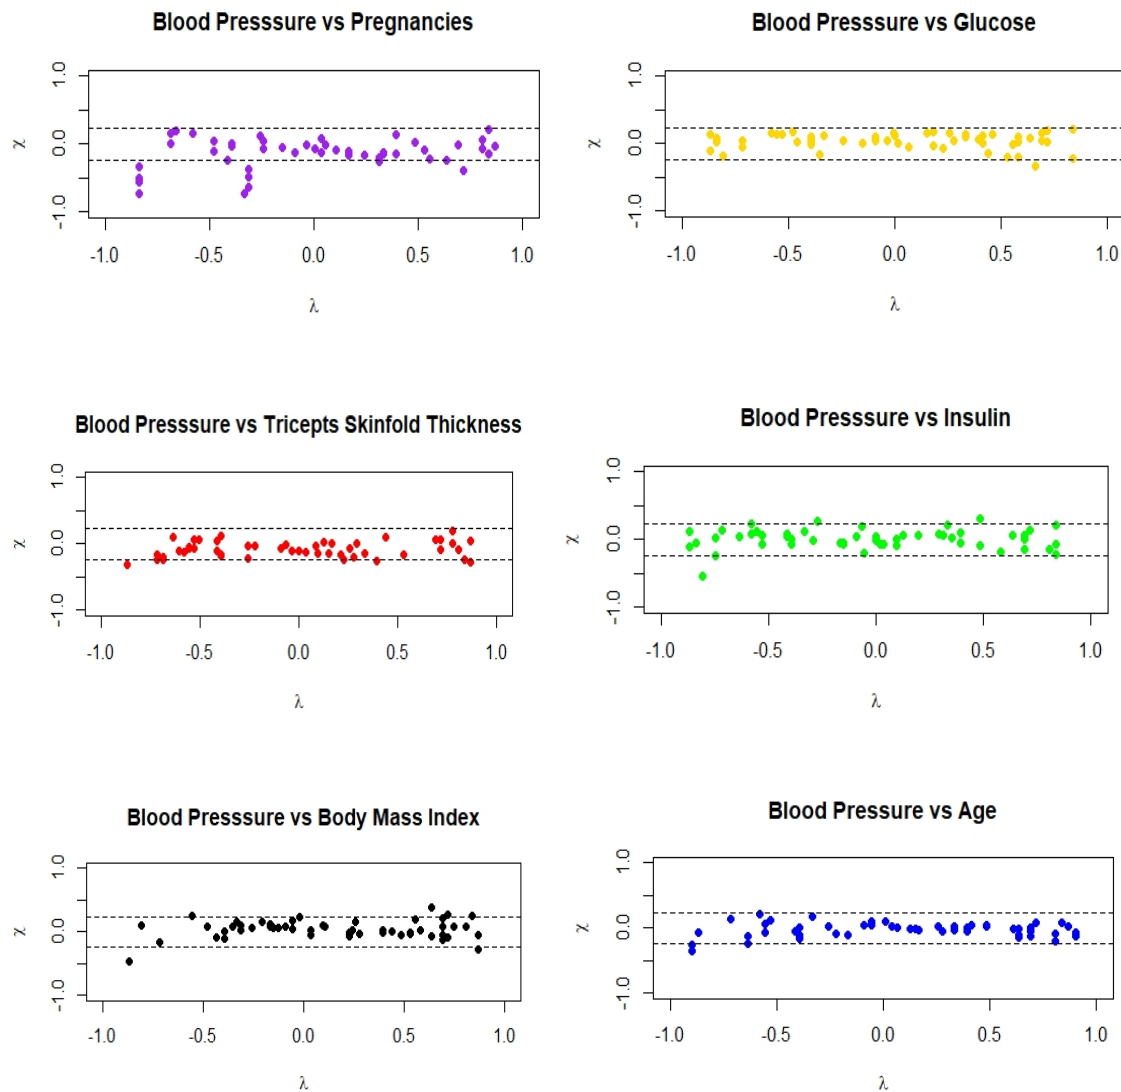 Blood Presssure vs Pregnancies
1.0
0.0
-1.0
χ
-1.0 -0.5 0.0 0.5 1.0
λ
Blood Presssure vs Glucose
1.0
0.0
-1.0
χ
-1.0 -0.5 0.0 0.5 1.0
λ
Blood Presssure vs Tricepts Skinfold Thickness
1.0
0.0
-1.0
χ
-1.0 -0.5 0.0 0.5 1.0
λ
Blood Presssure vs Insulin
1.0
0.0
-1.0
χ
-1.0 -0.5 0.0 0.5 1.0
λ
Blood Presssure vs Body Mass Index
1.0
0.0
-1.0
χ
-1.0 -0.5 0.0 0.5 1.0
λ
Blood Pressure vs Age
1.0
0.0
-1.0
χ
-1.0 -0.5 0.0 0.5 1.0
λ